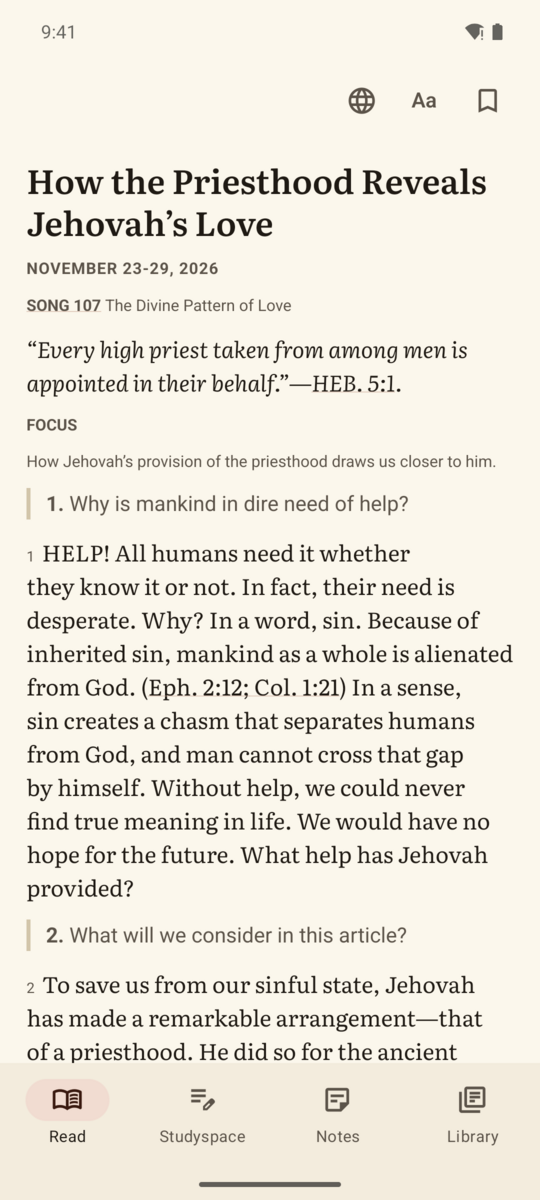 9:41
Aa
How the Priesthood Reveals
Jehovah’s Love
NOVEMBER 23-29, 2026
SONG 107 The Divine Pattern of Love
“Every high priest taken from among men is
appointed in their behalf.”—HEB. 5:1.
FOCUS
How Jehovah’s provision of the priesthood draws us closer to him.
1. Why is mankind in dire need of help?
1 HELP! All humans need it whether
they know it or not. In fact, their need is
desperate. Why? In a word, sin. Because of
inherited sin, mankind as a whole is alienated
from God. (Eph. 2:12; Col. 1:21) In a sense,
sin creates a chasm that separates humans
from God, and man cannot cross that gap
by himself. Without help, we could never
find true meaning in life. We would have no
hope for the future. What help has Jehovah
provided?
2. What will we consider in this article?
2 To save us from our sinful state, Jehovah
has made a remarkable arrangement—that
of a priesthood. He did so for the ancient
Read
Studyspace
Notes
Library